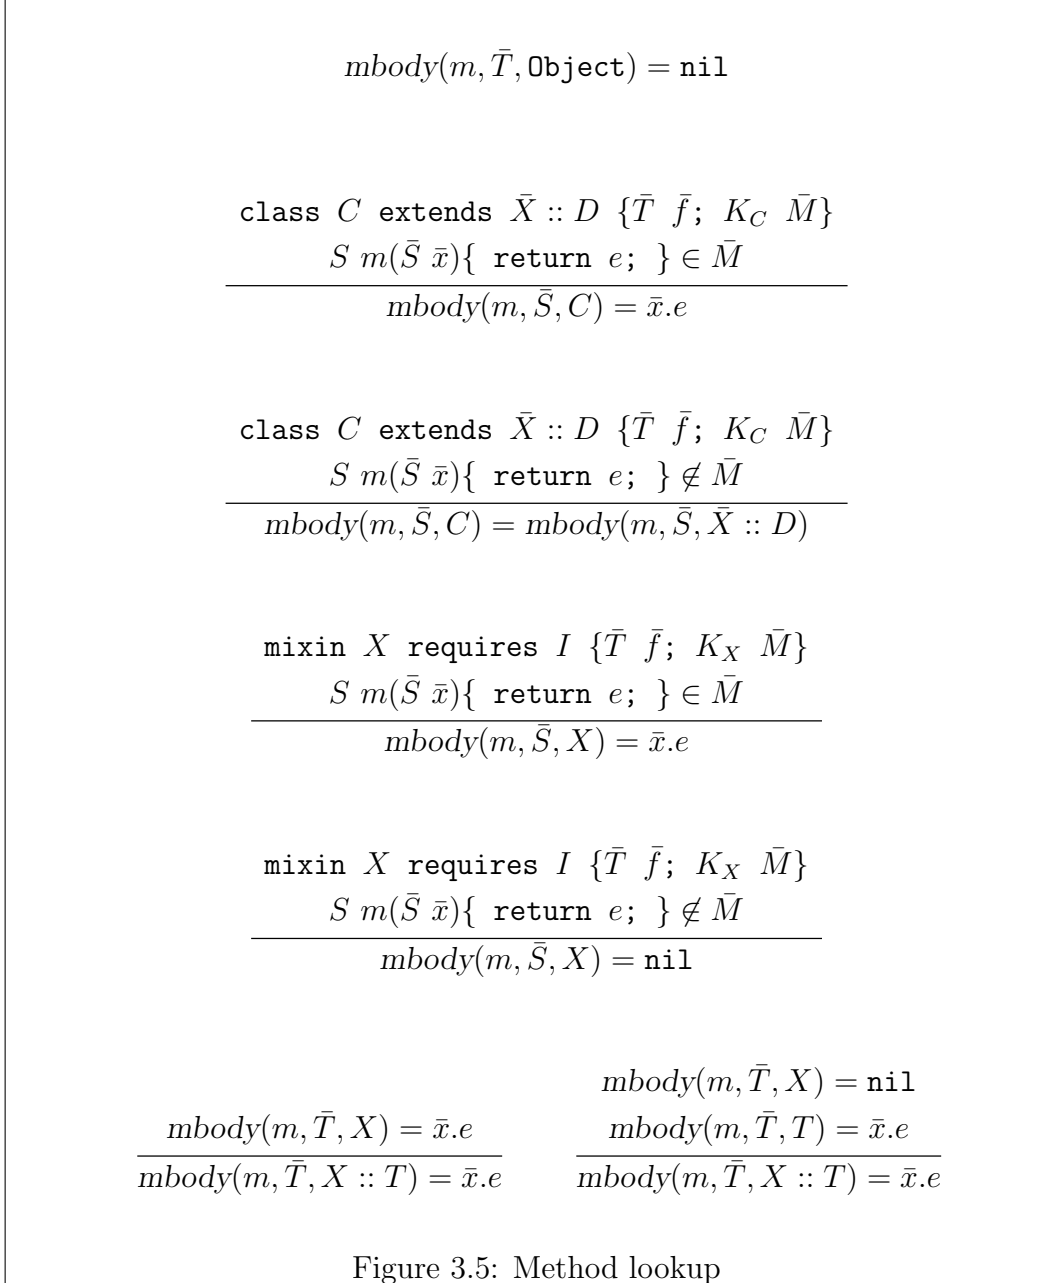 mbody(m, T̄, Object) = nil
class C extends X̄ :: D {T̄ f̄; K_C M̄}
S m(S̄ x̄){ return e; } ∈ M̄
mbody(m, S̄, C) = x̄.e
class C extends X̄ :: D {T̄ f̄; K_C M̄}
S m(S̄ x̄){ return e; } ∉ M̄
mbody(m, S̄, C) = mbody(m, S̄, X̄ :: D)
mixin X requires I {T̄ f̄; K_X M̄}
S m(S̄ x̄){ return e; } ∈ M̄
mbody(m, S̄, X) = x̄.e
mixin X requires I {T̄ f̄; K_X M̄}
S m(S̄ x̄){ return e; } ∉ M̄
mbody(m, S̄, X) = nil
mbody(m, T̄, X) = x̄.e
mbody(m, T̄, X :: T) = x̄.e
mbody(m, T̄, X) = nil
mbody(m, T̄, T) = x̄.e
mbody(m, T̄, X :: T) = x̄.e
Figure 3.5: Method lookup